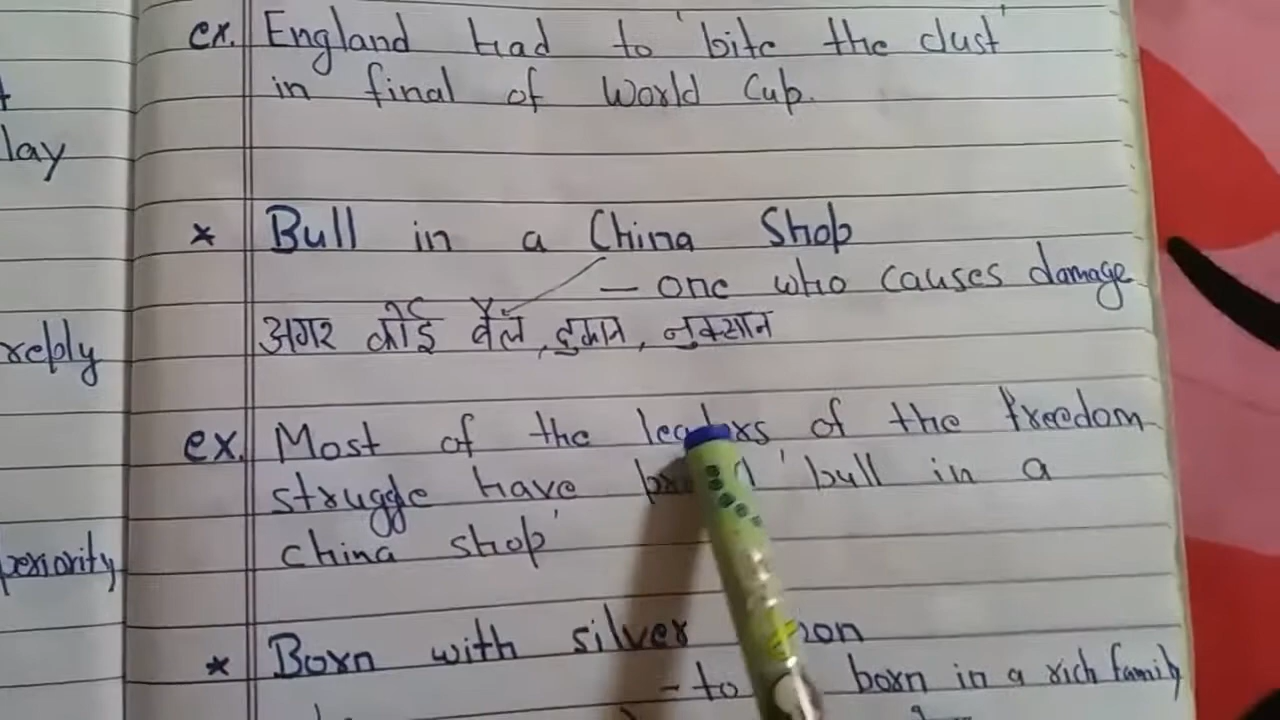 ex. England had to 'bite the dust'
in final of World Cup.
lay
* Bull in a China Shop
— one who causes damage
अगर कोई बैल, दुकान, नुक्सान
reply
ex. Most of the of the freedom
struggle have 'bull in a
china shop'
periority
* Born with silver
- to born in a rich family